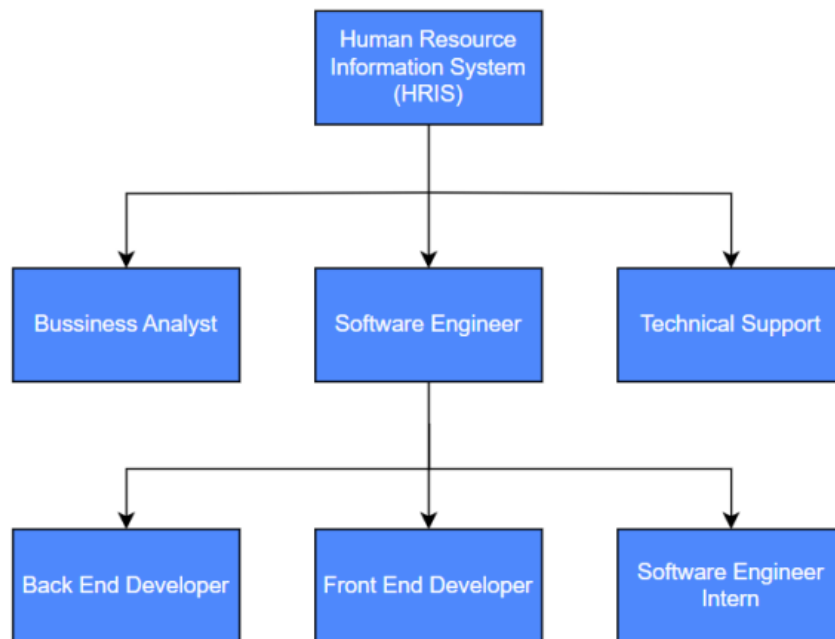 Human Resource
Information System
(HRIS)
Bussiness Analyst
Software Engineer
Technical Support
Back End Developer
Front End Developer
Software Engineer
Intern